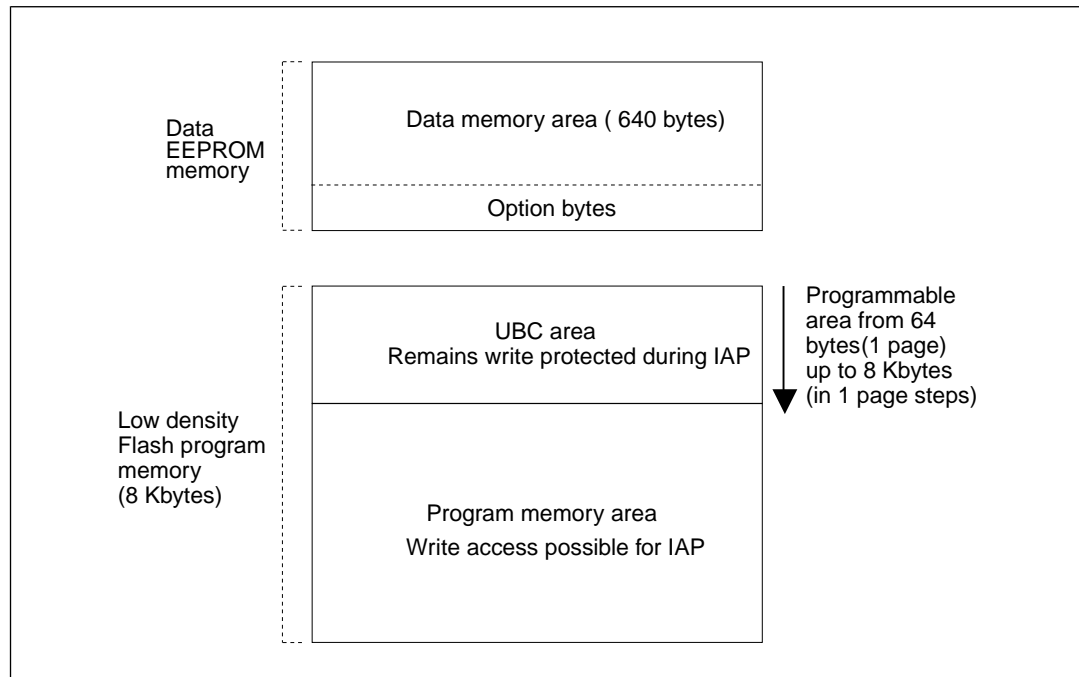 Data
EEPROM
memory
Data memory area ( 640 bytes)
Option bytes
Low density
Flash program
memory
(8 Kbytes)
UBC area
Remains write protected during IAP
Program memory area
Write access possible for IAP
Programmable
area from 64
bytes(1 page)
up to 8 Kbytes
(in 1 page steps)